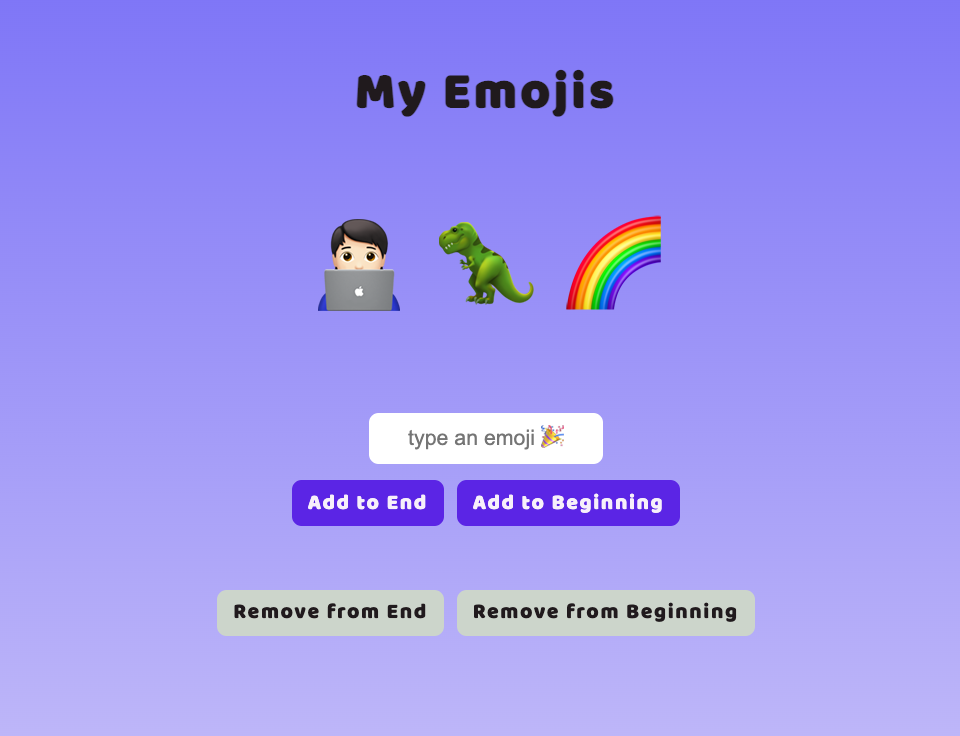 My Emojis
type an emoji 🎉
Add to End
Add to Beginning
Remove from End
Remove from Beginning